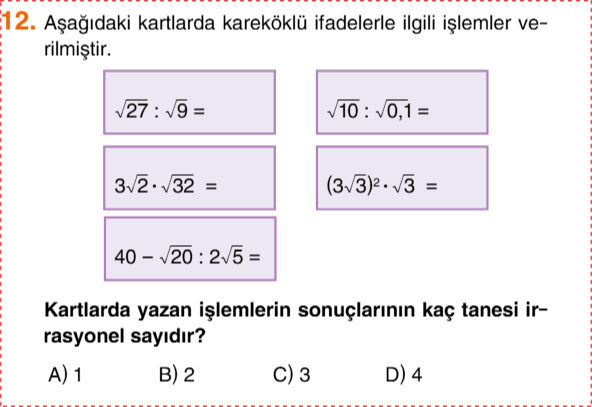 12. Aşağıdaki kartlarda kareköklü ifadelerle ilgili işlemler ve-
rilmiştir.
√27 : √9 =
√10 : √0,1 =
3√2 · √32 =
(3√3)² · √3 =
40 − √20 : 2√5 =
Kartlarda yazan işlemlerin sonuçlarının kaç tanesi ir-
rasyonel sayıdır?
A) 1 B) 2 C) 3 D) 4